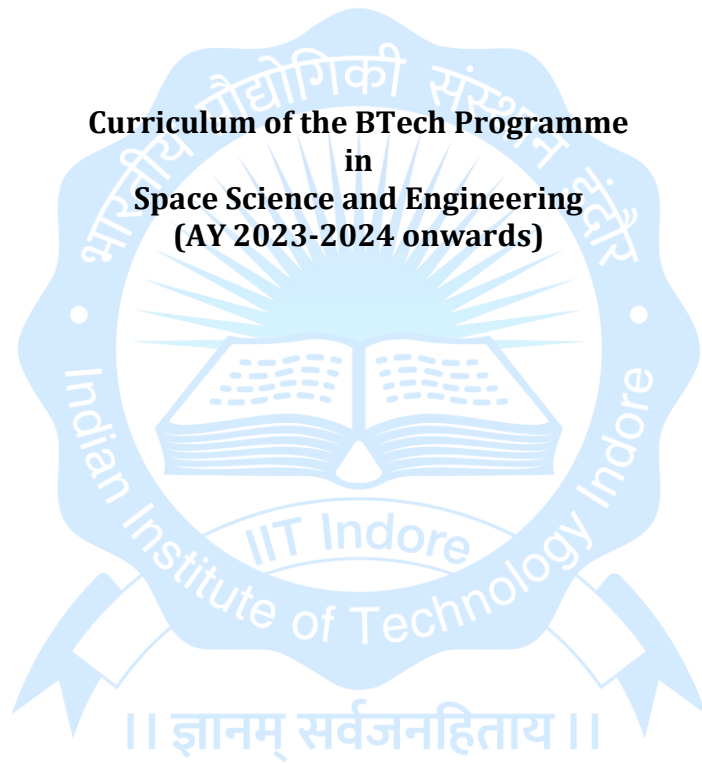 Curriculum of the BTech Programme
in
Space Science and Engineering
(AY 2023-2024 onwards)
भारतीय प्रौद्योगिकी संस्थान इंदौर
Indian Institute of Technology Indore
IIT Indore
।। ज्ञानम् सर्वजनहिताय ।।